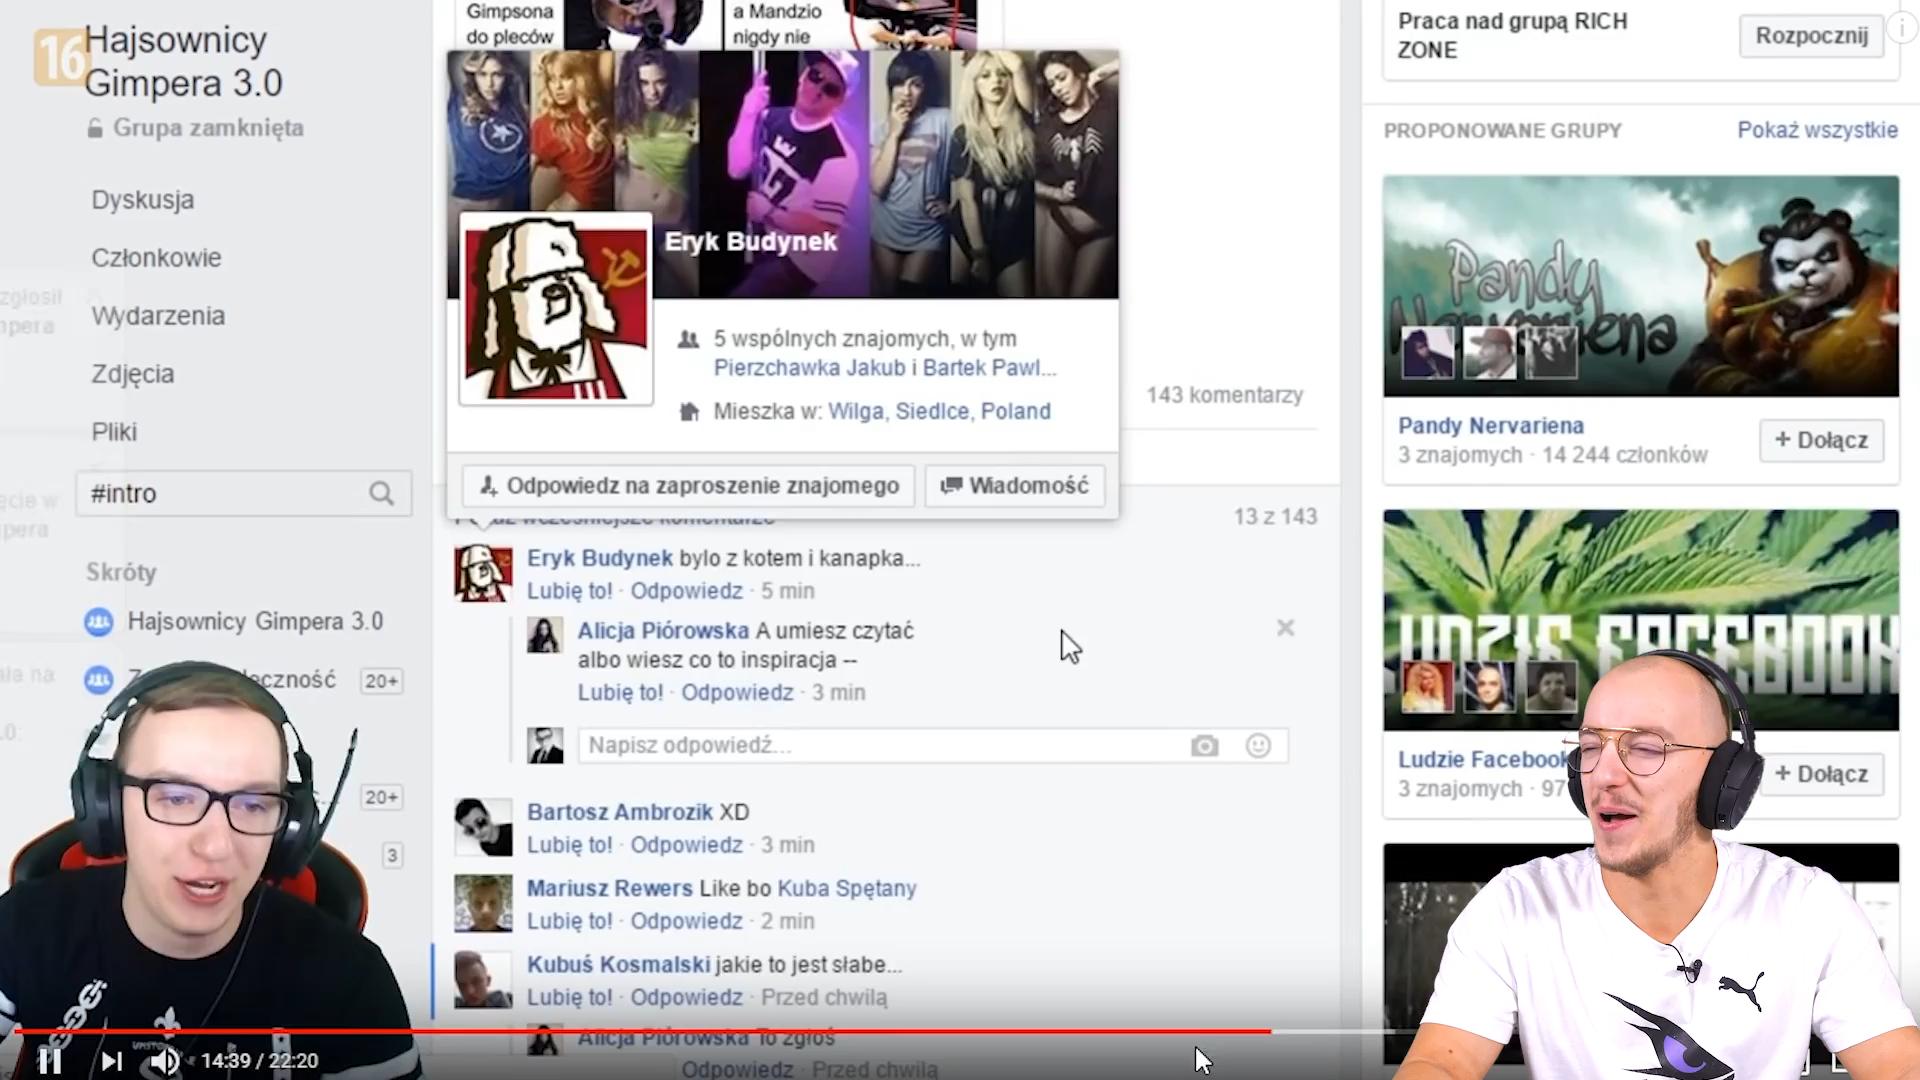 16
Hajsownicy
Gimpera 3.0
Grupa zamknięta
Dyskusja
Członkowie
Wydarzenia
Zdjęcia
Pliki
#intro
Skróty
Hajsownicy Gimpera 3.0
20+
20+
3
Gimpsona
do pleców
a Mandzio
nigdy nie
Eryk Budynek
5 wspólnych znajomych, w tym
Pierzchawka Jakub i Bartek Pawl...
Mieszka w: Wilga, Siedlce, Poland
Odpowiedz na zaproszenie znajomego
Wiadomość
143 komentarzy
13 z 143
Eryk Budynek bylo z kotem i kanapka...
Lubię to! · Odpowiedz · 5 min
Alicja Piórowska A umiesz czytać
albo wiesz co to inspiracja --
Lubię to! · Odpowiedz · 3 min
Napisz odpowiedź...
Bartosz Ambrozik XD
Lubię to! · Odpowiedz · 3 min
Mariusz Rewers Like bo Kuba Spętany
Lubię to! · Odpowiedz · 2 min
Kubuś Kosmalski jakie to jest słabe...
Lubię to! · Odpowiedz · Przed chwilą
Alicja Piórowska To zgłoś
Odpowiedz · Przed chwilą
Praca nad grupą RICH
ZONE
Rozpocznij
PROPONOWANE GRUPY
Pokaż wszystkie
Pandy
Nervariena
Pandy Nervariena
3 znajomych · 14 244 członków
+ Dołącz
LUDZIE FACEBOOK
Ludzie Facebook
3 znajomych · 97
+ Dołącz
14:39 / 22:20